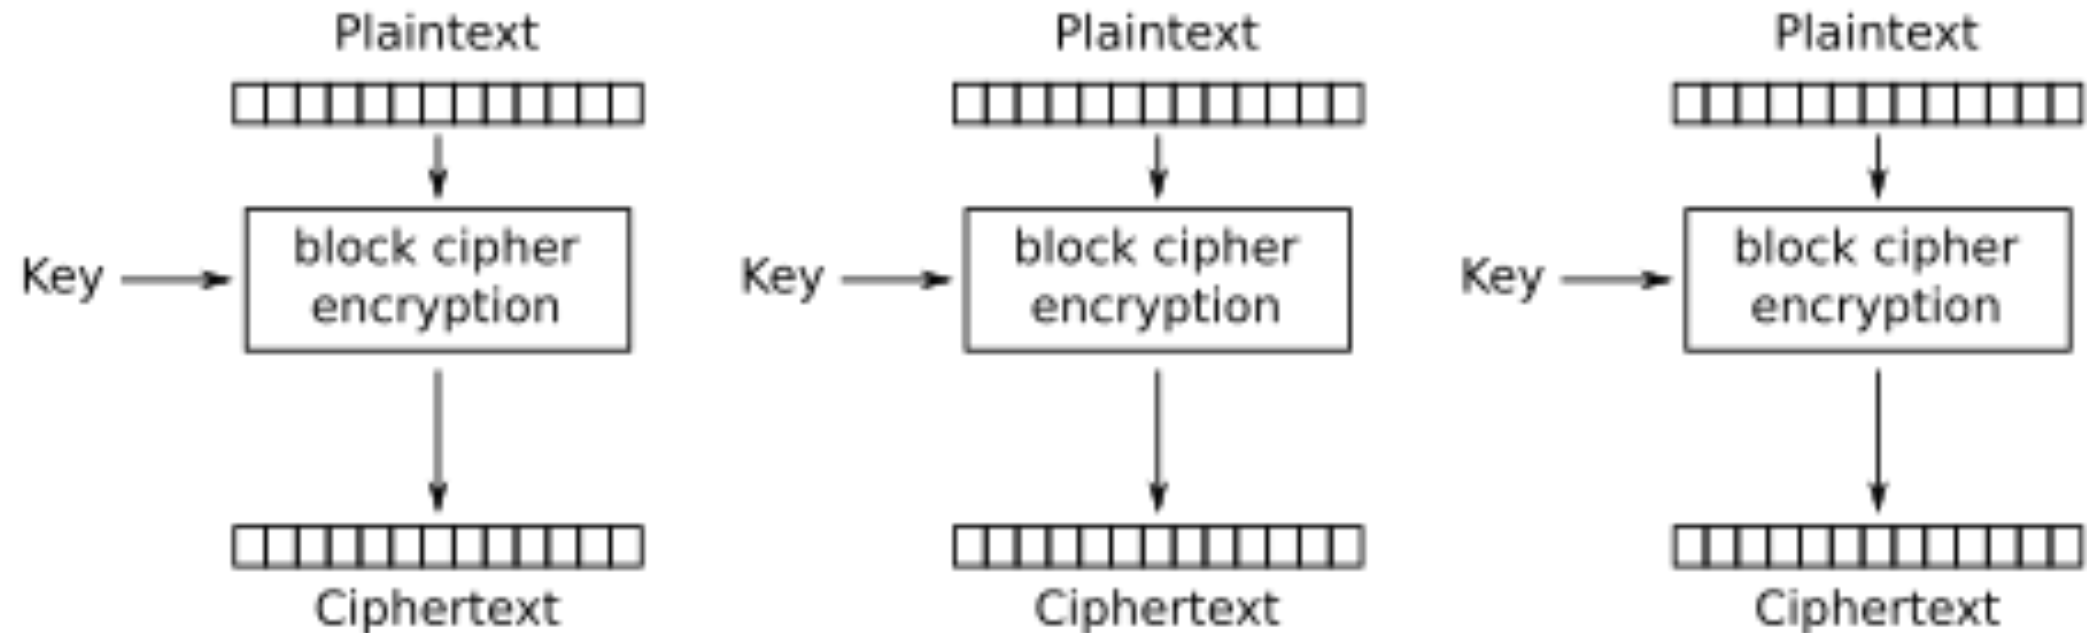 Plaintext
Plaintext
Plaintext
Key
block cipher
encryption
Key
block cipher
encryption
Key
block cipher
encryption
Ciphertext
Ciphertext
Ciphertext